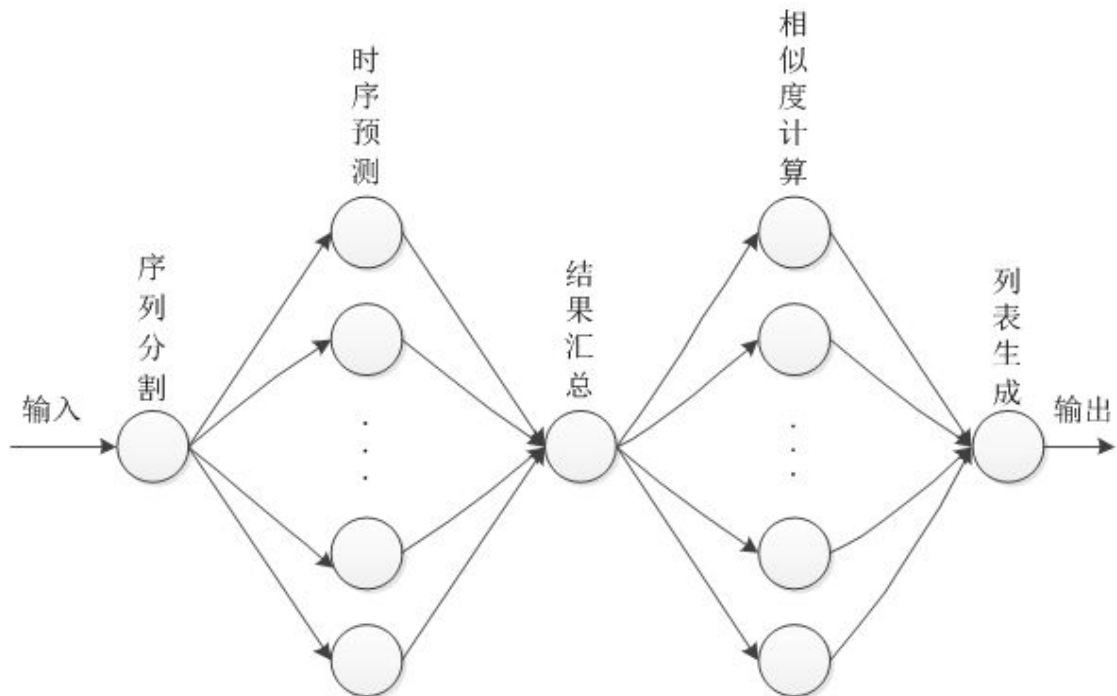 输入
序列分割
时序预测
结果汇总
相似度计算
列表生成
输出